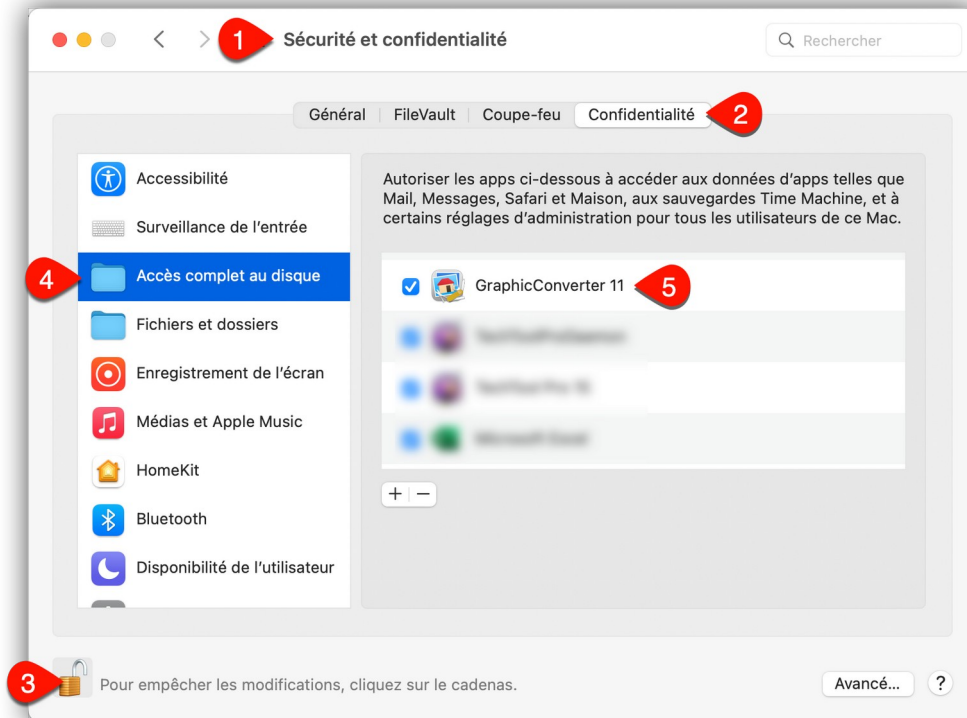 1
Sécurité et confidentialité
Rechercher
Général
FileVault
Coupe-feu
Confidentialité
2
Accessibilité
Surveillance de l'entrée
4
Accès complet au disque
Fichiers et dossiers
Enregistrement de l'écran
Médias et Apple Music
HomeKit
Bluetooth
Disponibilité de l'utilisateur
Autoriser les apps ci-dessous à accéder aux données d'apps telles que
Mail, Messages, Safari et Maison, aux sauvegardes Time Machine, et à
certains réglages d'administration pour tous les utilisateurs de ce Mac.
GraphicConverter 11
5
+ −
3
Pour empêcher les modifications, cliquez sur le cadenas.
Avancé...
?